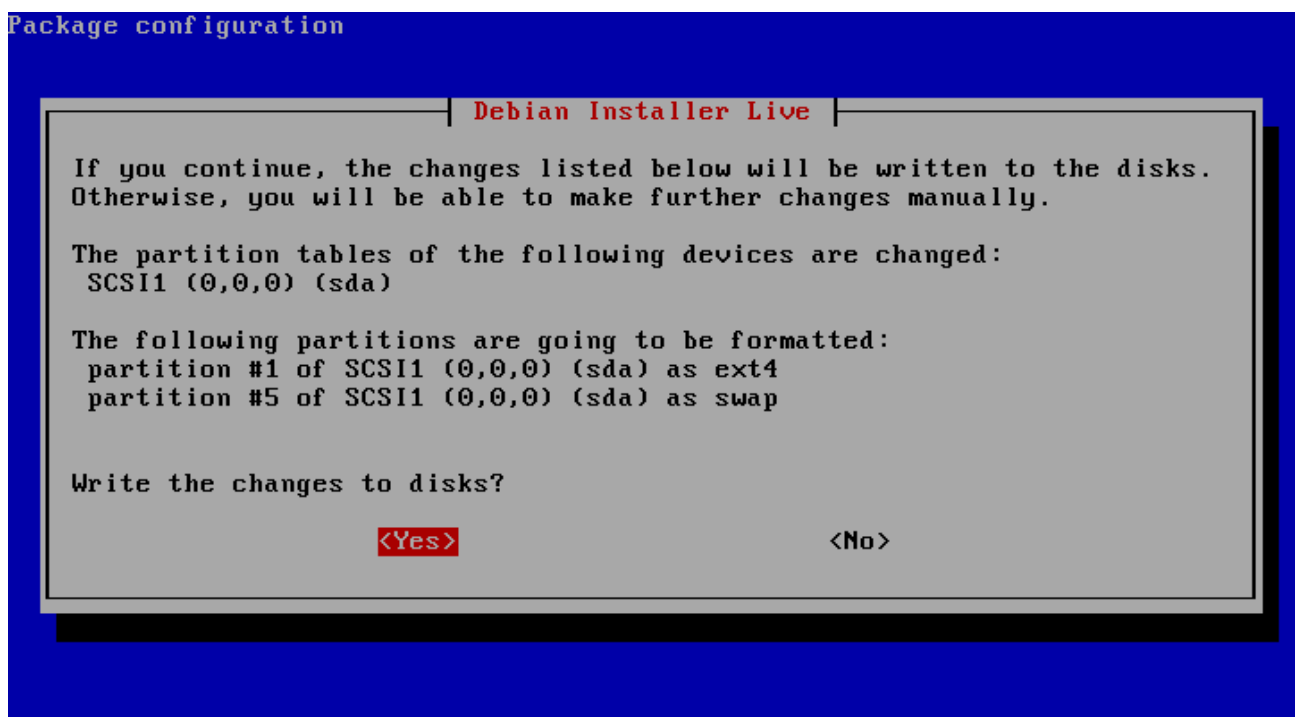 Package configuration
Debian Installer Live
If you continue, the changes listed below will be written to the disks.
Otherwise, you will be able to make further changes manually.
The partition tables of the following devices are changed:
SCSI1 (0,0,0) (sda)
The following partitions are going to be formatted:
partition #1 of SCSI1 (0,0,0) (sda) as ext4
partition #5 of SCSI1 (0,0,0) (sda) as swap
Write the changes to disks?
<Yes> <No>